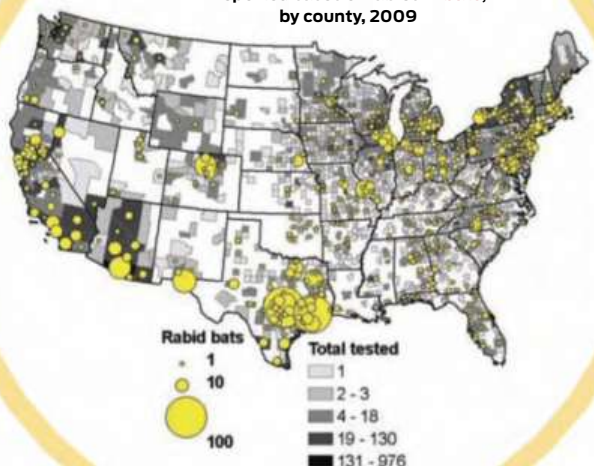 by county, 2009
Rabid bats
1
10
100
Total tested
1
2 - 3
4 - 18
19 - 130
131 - 976